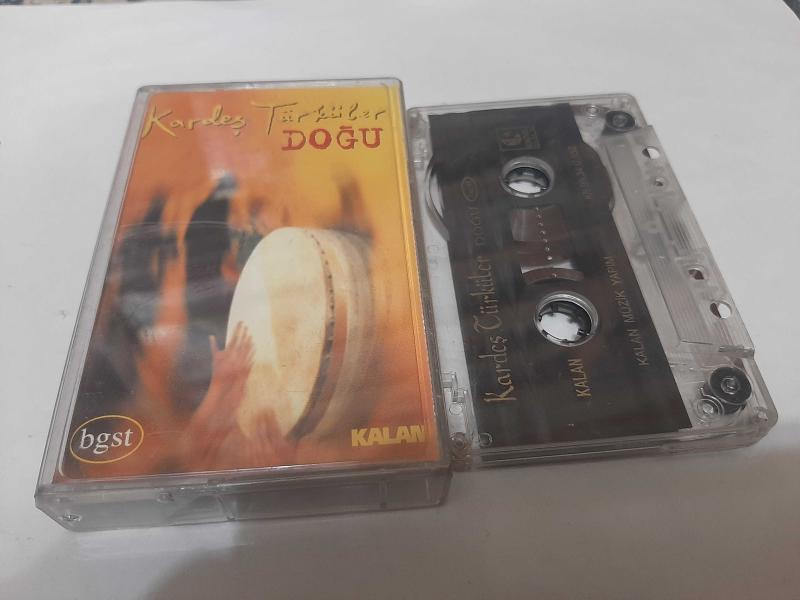 Kardeş Türküler
DOĞU
bgst
KALAN
Kardeş Türküler DOĞU
KALAN
KALAN MÜZİK YAPIM